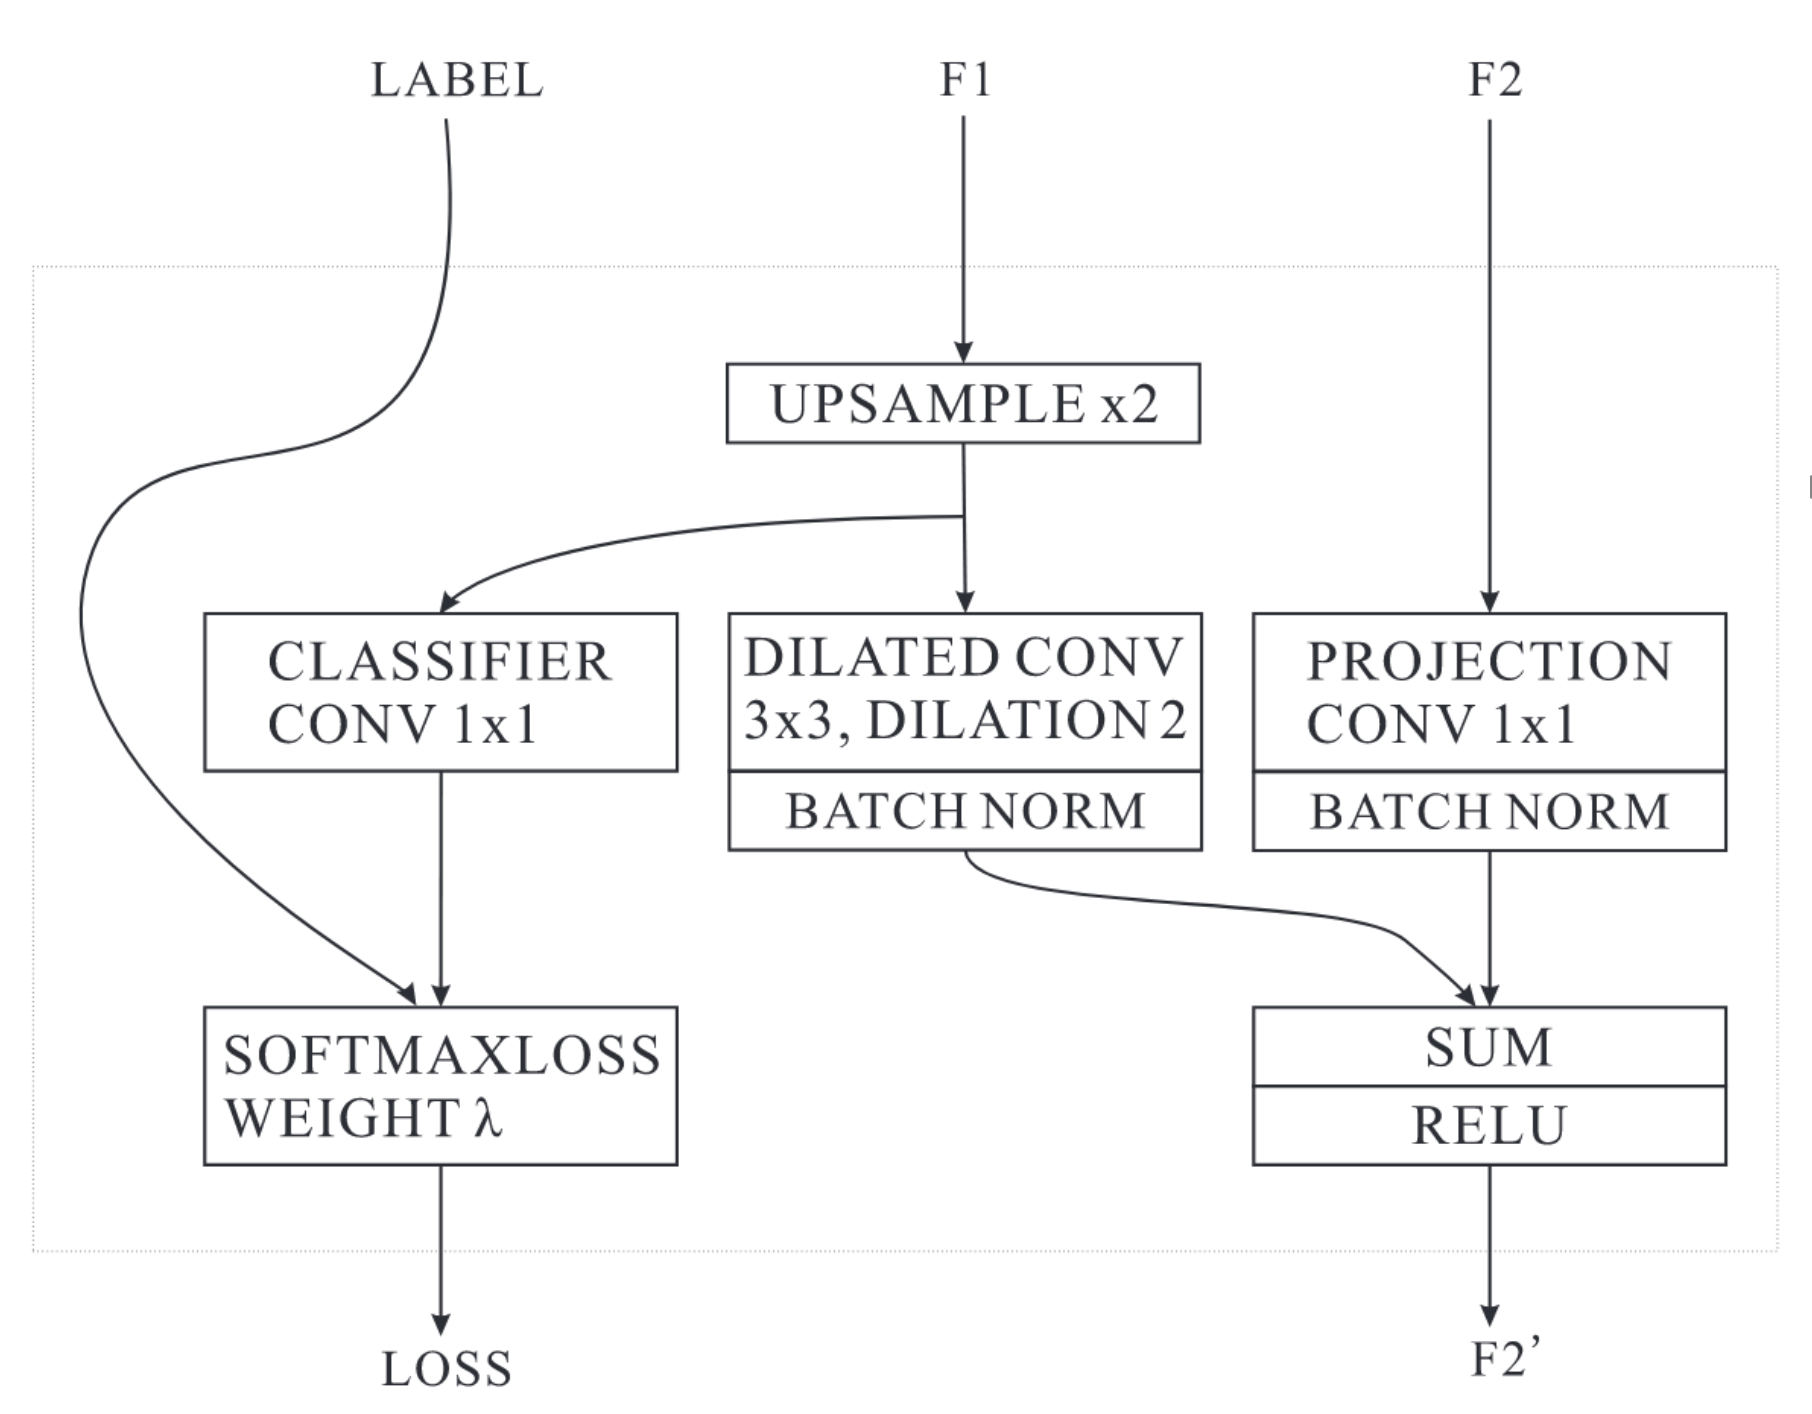 LABEL
F1
F2
UPSAMPLE x2
CLASSIFIER
CONV 1x1
DILATED CONV
3x3, DILATION 2
BATCH NORM
PROJECTION
CONV 1x1
BATCH NORM
SOFTMAXLOSS
WEIGHT λ
SUM
RELU
LOSS
F2’